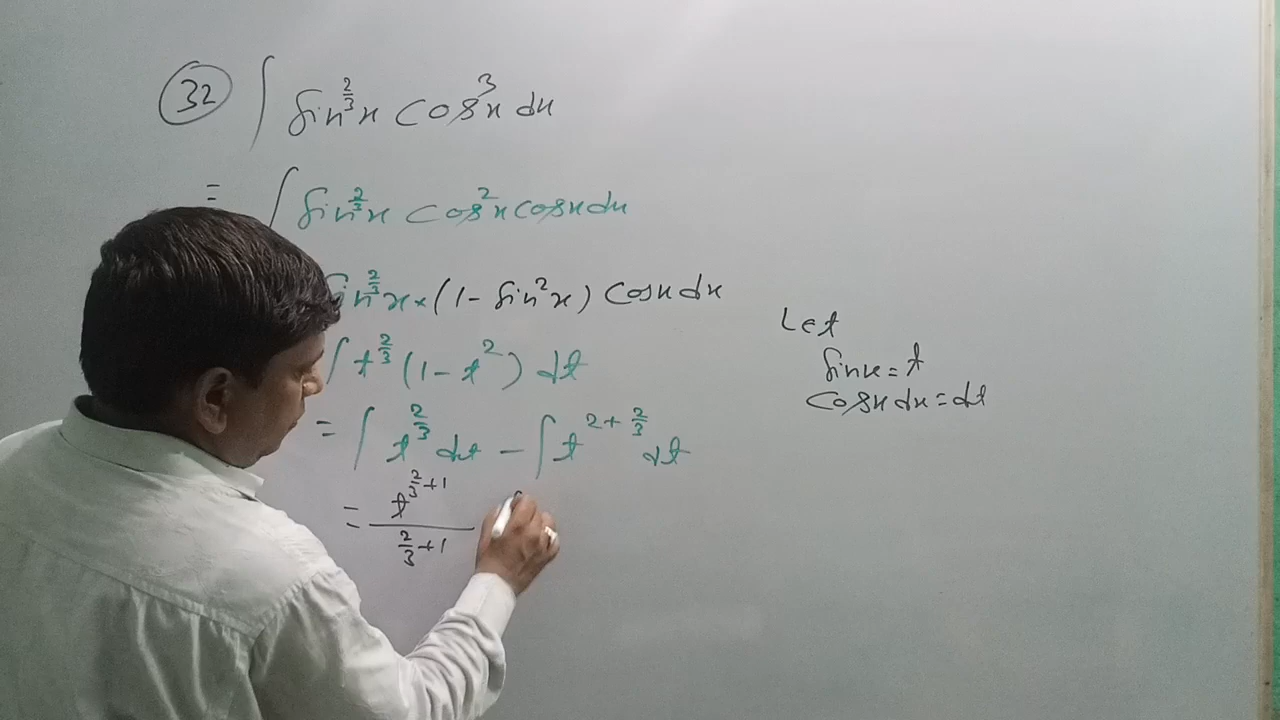 (32) ∫ sin^(2/3)x cos^3x dx
= ∫ sin^(2/3)x cos^2x cosx dx
sin^(2/3)x × (1 - sin^2x) cosx dx
∫ t^(2/3) (1 - t^2) dt
= ∫ t^(2/3) dt - ∫ t^(2+2/3) dt
= t^(2/3+1) / (2/3+1)
Let
sinx = t
cosx dx = dt